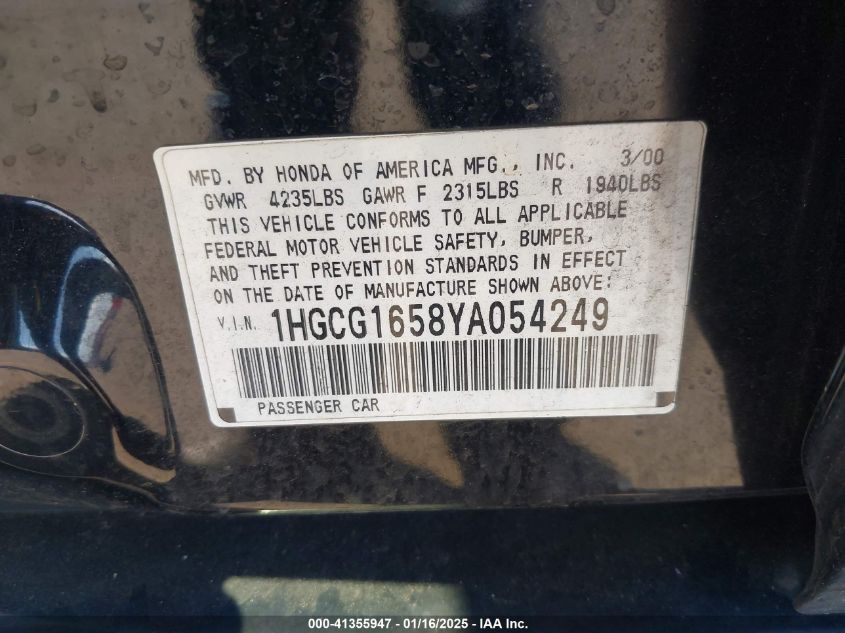 MFD. BY HONDA OF AMERICA MFG., INC. 3/00
GVWR 4235LBS GAWR F 2315LBS R 1940LBS
THIS VEHICLE CONFORMS TO ALL APPLICABLE
FEDERAL MOTOR VEHICLE SAFETY, BUMPER,
AND THEFT PREVENTION STANDARDS IN EFFECT
ON THE DATE OF MANUFACTURE SHOWN ABOVE:
V.I.N. 1HGCG1658YA054249
PASSENGER CAR
000-41355947 - 01/16/2025 - IAA Inc.